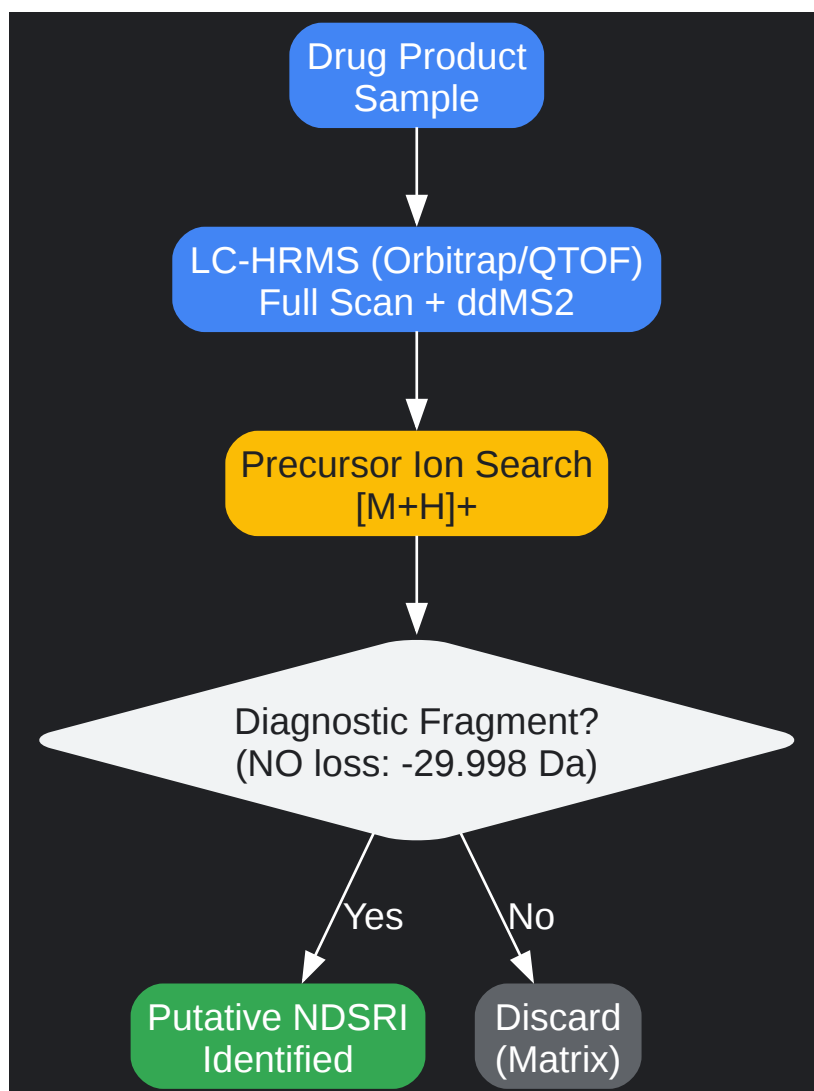 Drug Product
Sample
LC-HRMS (Orbitrap/QTOF)
Full Scan + ddMS2
Precursor Ion Search
[M+H]+
Diagnostic Fragment?
(NO loss: -29.998 Da)
Yes
No
Putative NDSRI
Identified
Discard
(Matrix)